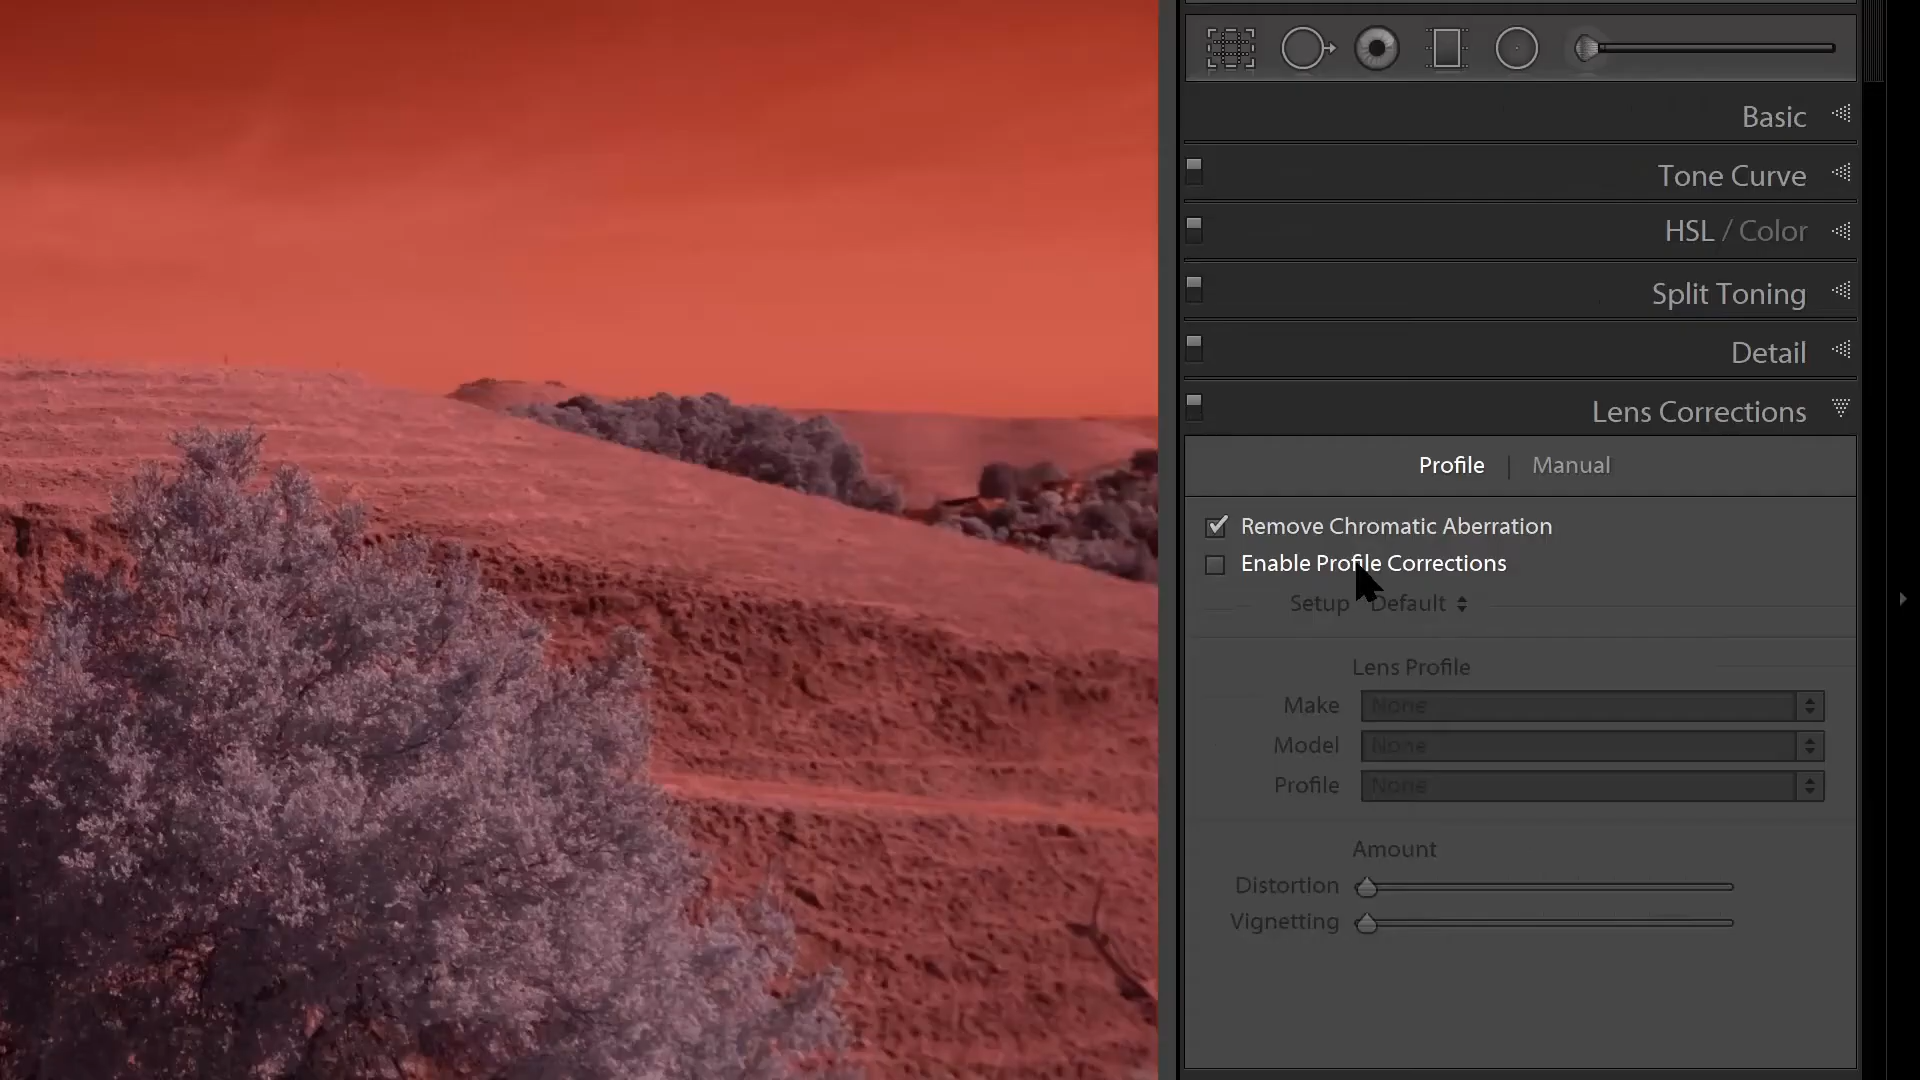 Basic
Tone Curve
HSL / Color
Split Toning
Detail
Lens Corrections
Profile | Manual
Remove Chromatic Aberration
Enable Profile Corrections
Setup Default
Lens Profile
Make None
Model None
Profile None
Amount
Distortion
Vignetting